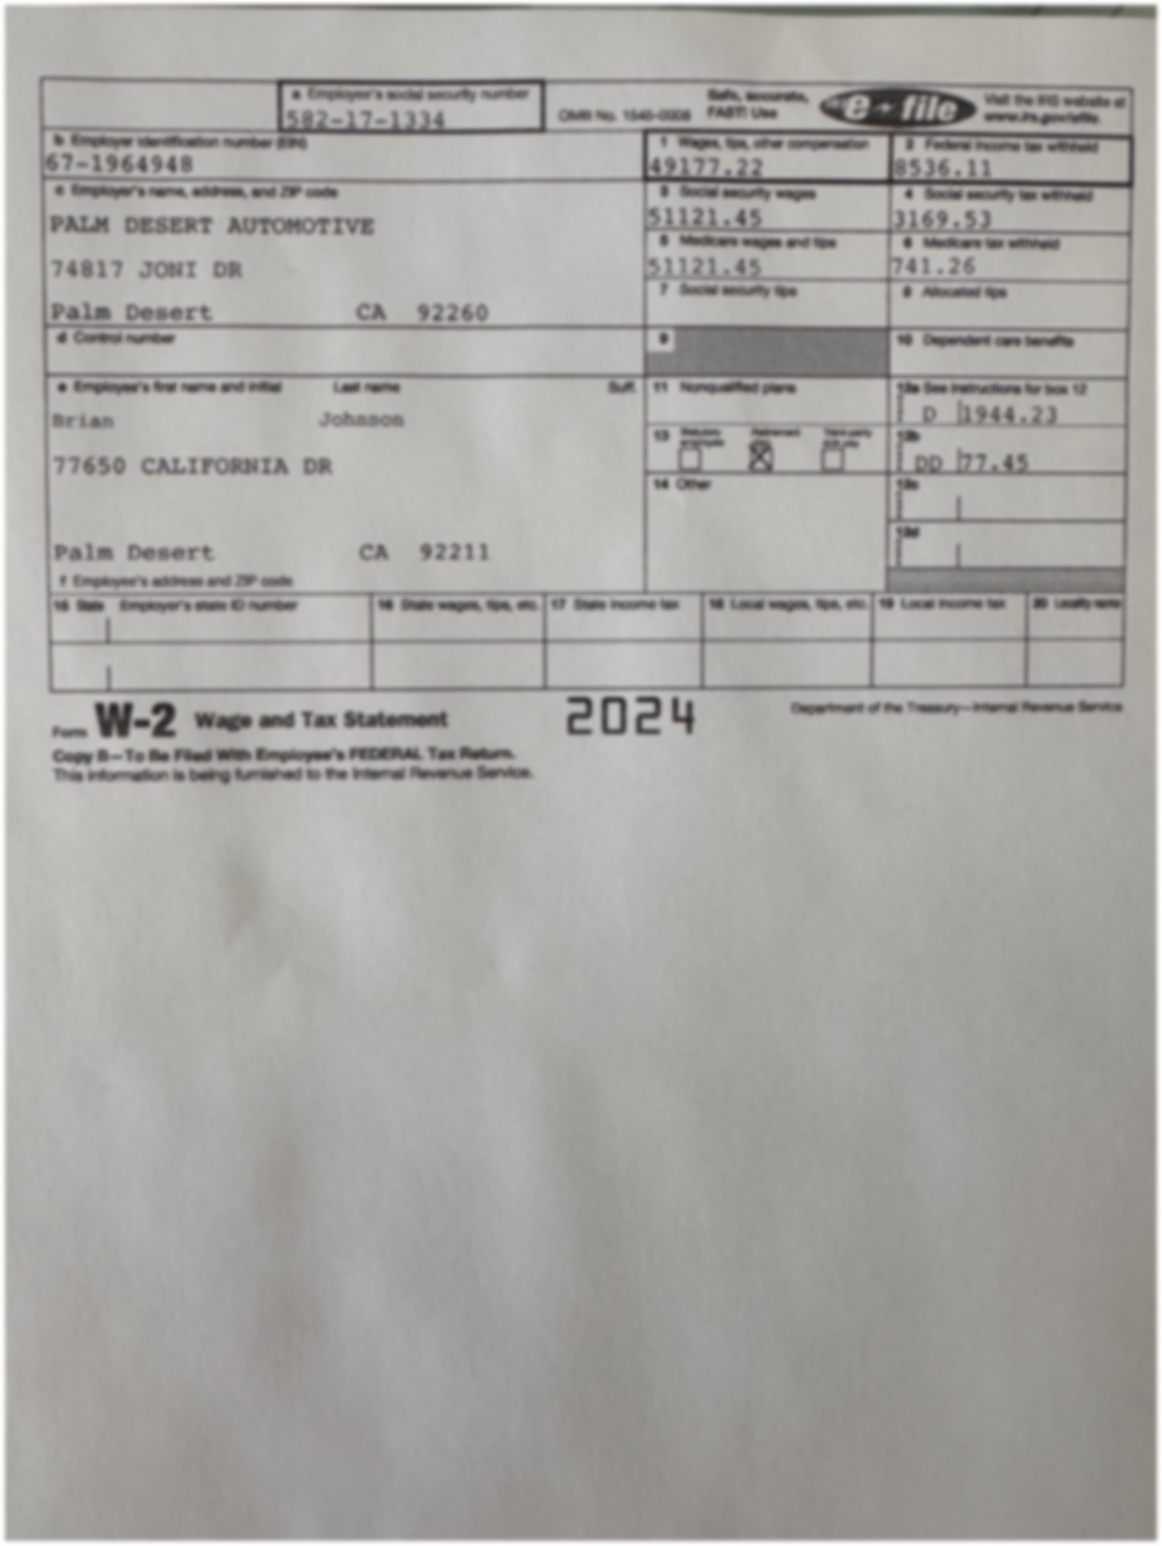 a Employee's social security number
582-17-1334
OMB No. 1545-0008
Safe, accurate,
FAST! Use
e-file
Visit the IRS website at
www.irs.gov/efile.
b Employer identification number (EIN)
67-1964948
1 Wages, tips, other compensation
49177.22
2 Federal income tax withheld
8536.11
c Employer's name, address, and ZIP code
PALM DESERT AUTOMOTIVE
74817 JONI DR
Palm Desert CA 92260
3 Social security wages
51121.45
4 Social security tax withheld
3169.53
5 Medicare wages and tips
51121.45
6 Medicare tax withheld
741.26
7 Social security tips
8 Allocated tips
d Control number
9
10 Dependent care benefits
e Employee's first name and initial Last name Suff.
Brian Johnson
77650 CALIFORNIA DR
Palm Desert CA 92211
f Employee's address and ZIP code
11 Nonqualified plans
12a See instructions for box 12
D 1944.23
13 Statutory employee Retirement Third-party sick pay
12b
DD 77.45
14 Other
12c
12d
15 State Employer's state ID number 16 State wages, tips, etc. 17 State income tax 18 Local wages, tips, etc. 19 Local income tax 20 Locality name
Form W-2 Wage and Tax Statement 2024 Department of the Treasury—Internal Revenue Service
Copy B—To Be Filed With Employee's FEDERAL Tax Return.
This information is being furnished to the Internal Revenue Service.